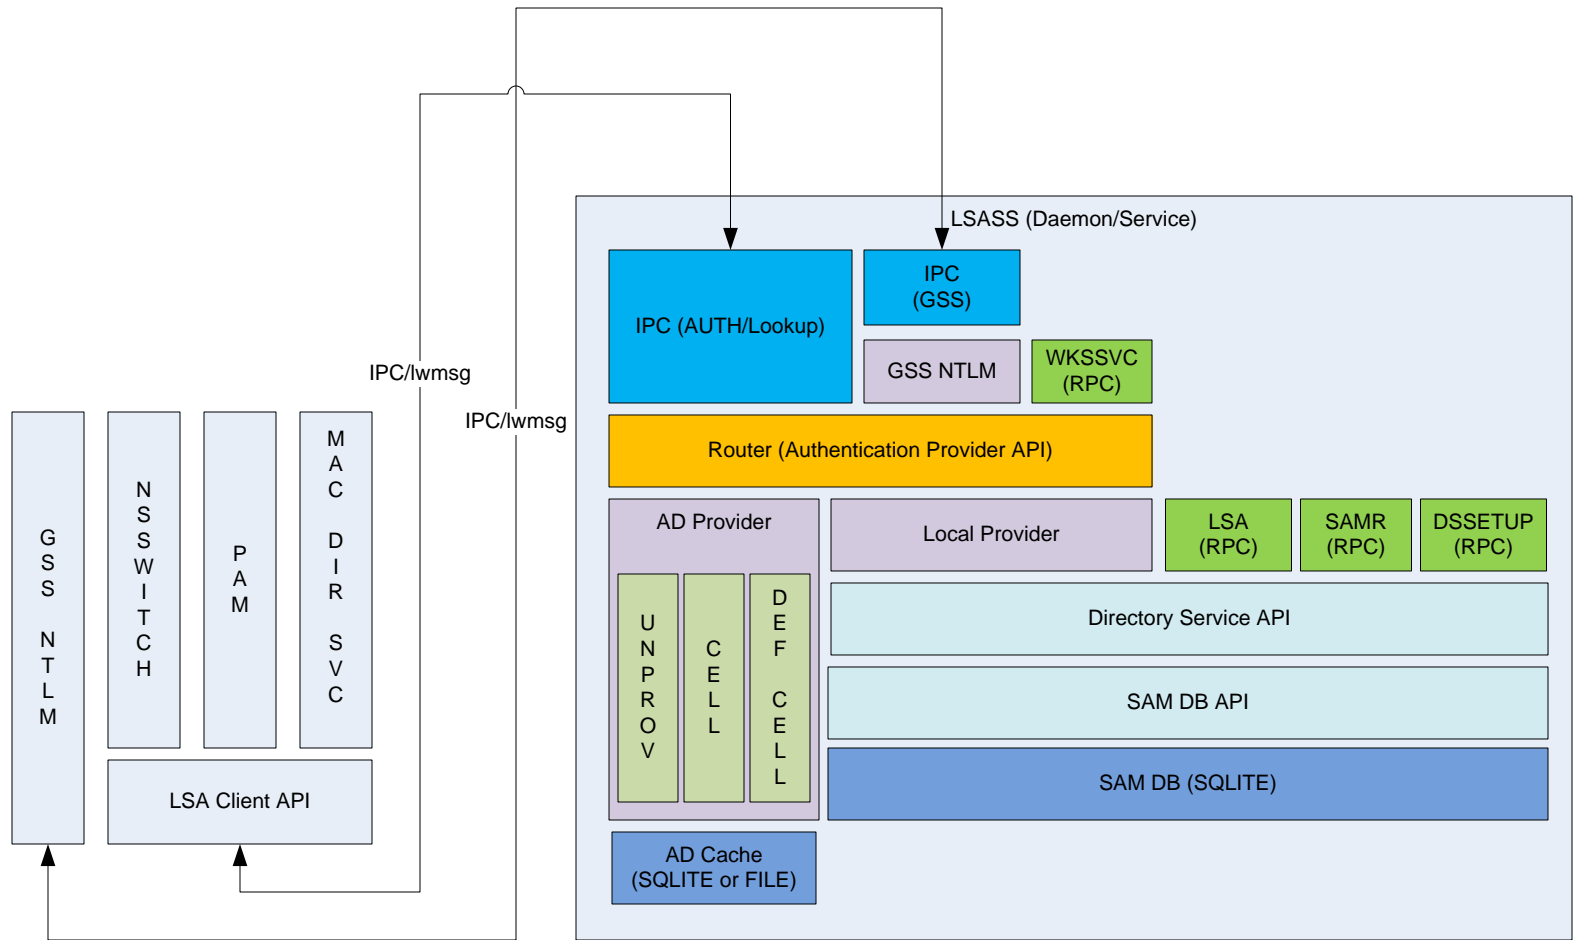 LSASS (Daemon/Service)
IPC (AUTH/Lookup)
IPC
(GSS)
GSS NTLM
WKSSVC
(RPC)
IPC/lwmsg
IPC/lwmsg
Router (Authentication Provider API)
GSS NTLM
NSSWITCH
PAM
MAC DIR SVC
LSA Client API
AD Provider
UNPROV
CELL
DEF CELL
Local Provider
LSA
(RPC)
SAMR
(RPC)
DSSETUP
(RPC)
Directory Service API
SAM DB API
SAM DB (SQLITE)
AD Cache
(SQLITE or FILE)